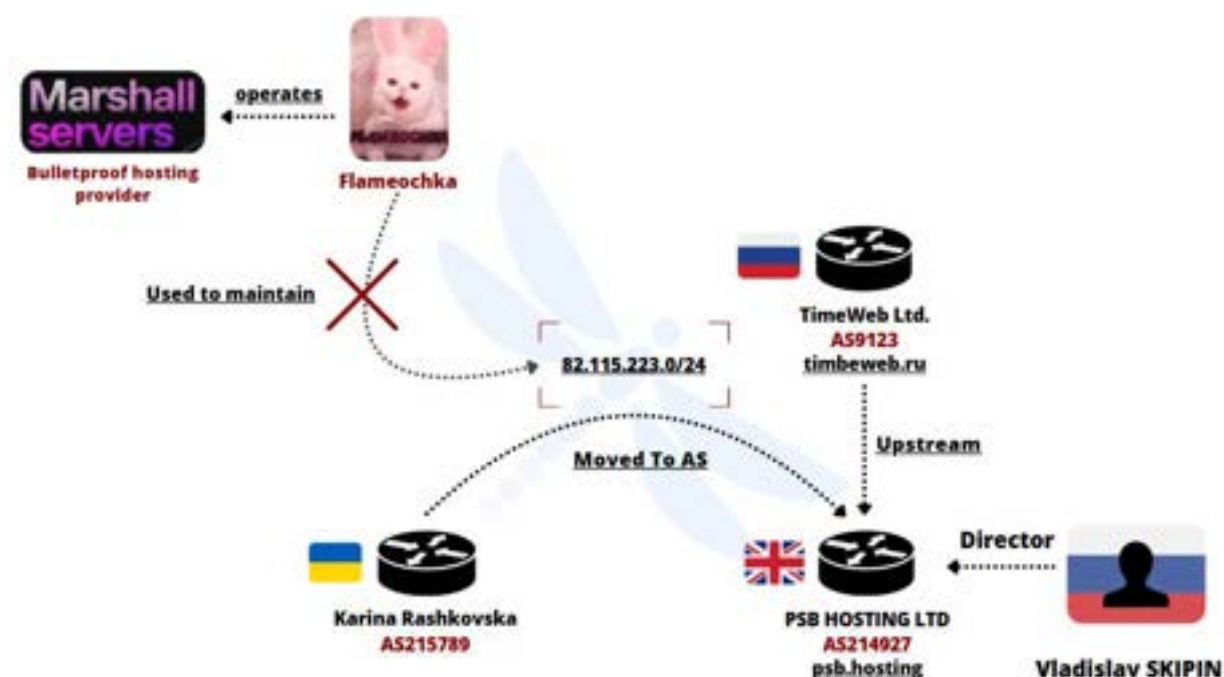 Marshall
servers
operates
Bulletproof hosting
provider
Flameochka
Used to maintain
82.115.223.0/24
TimeWeb Ltd.
AS9123
timbeweb.ru
Upstream
Moved To AS
Karina Rashkovska
AS215789
PSB HOSTING LTD
AS214927
psb.hosting
Director
Vladislav SKIPIN